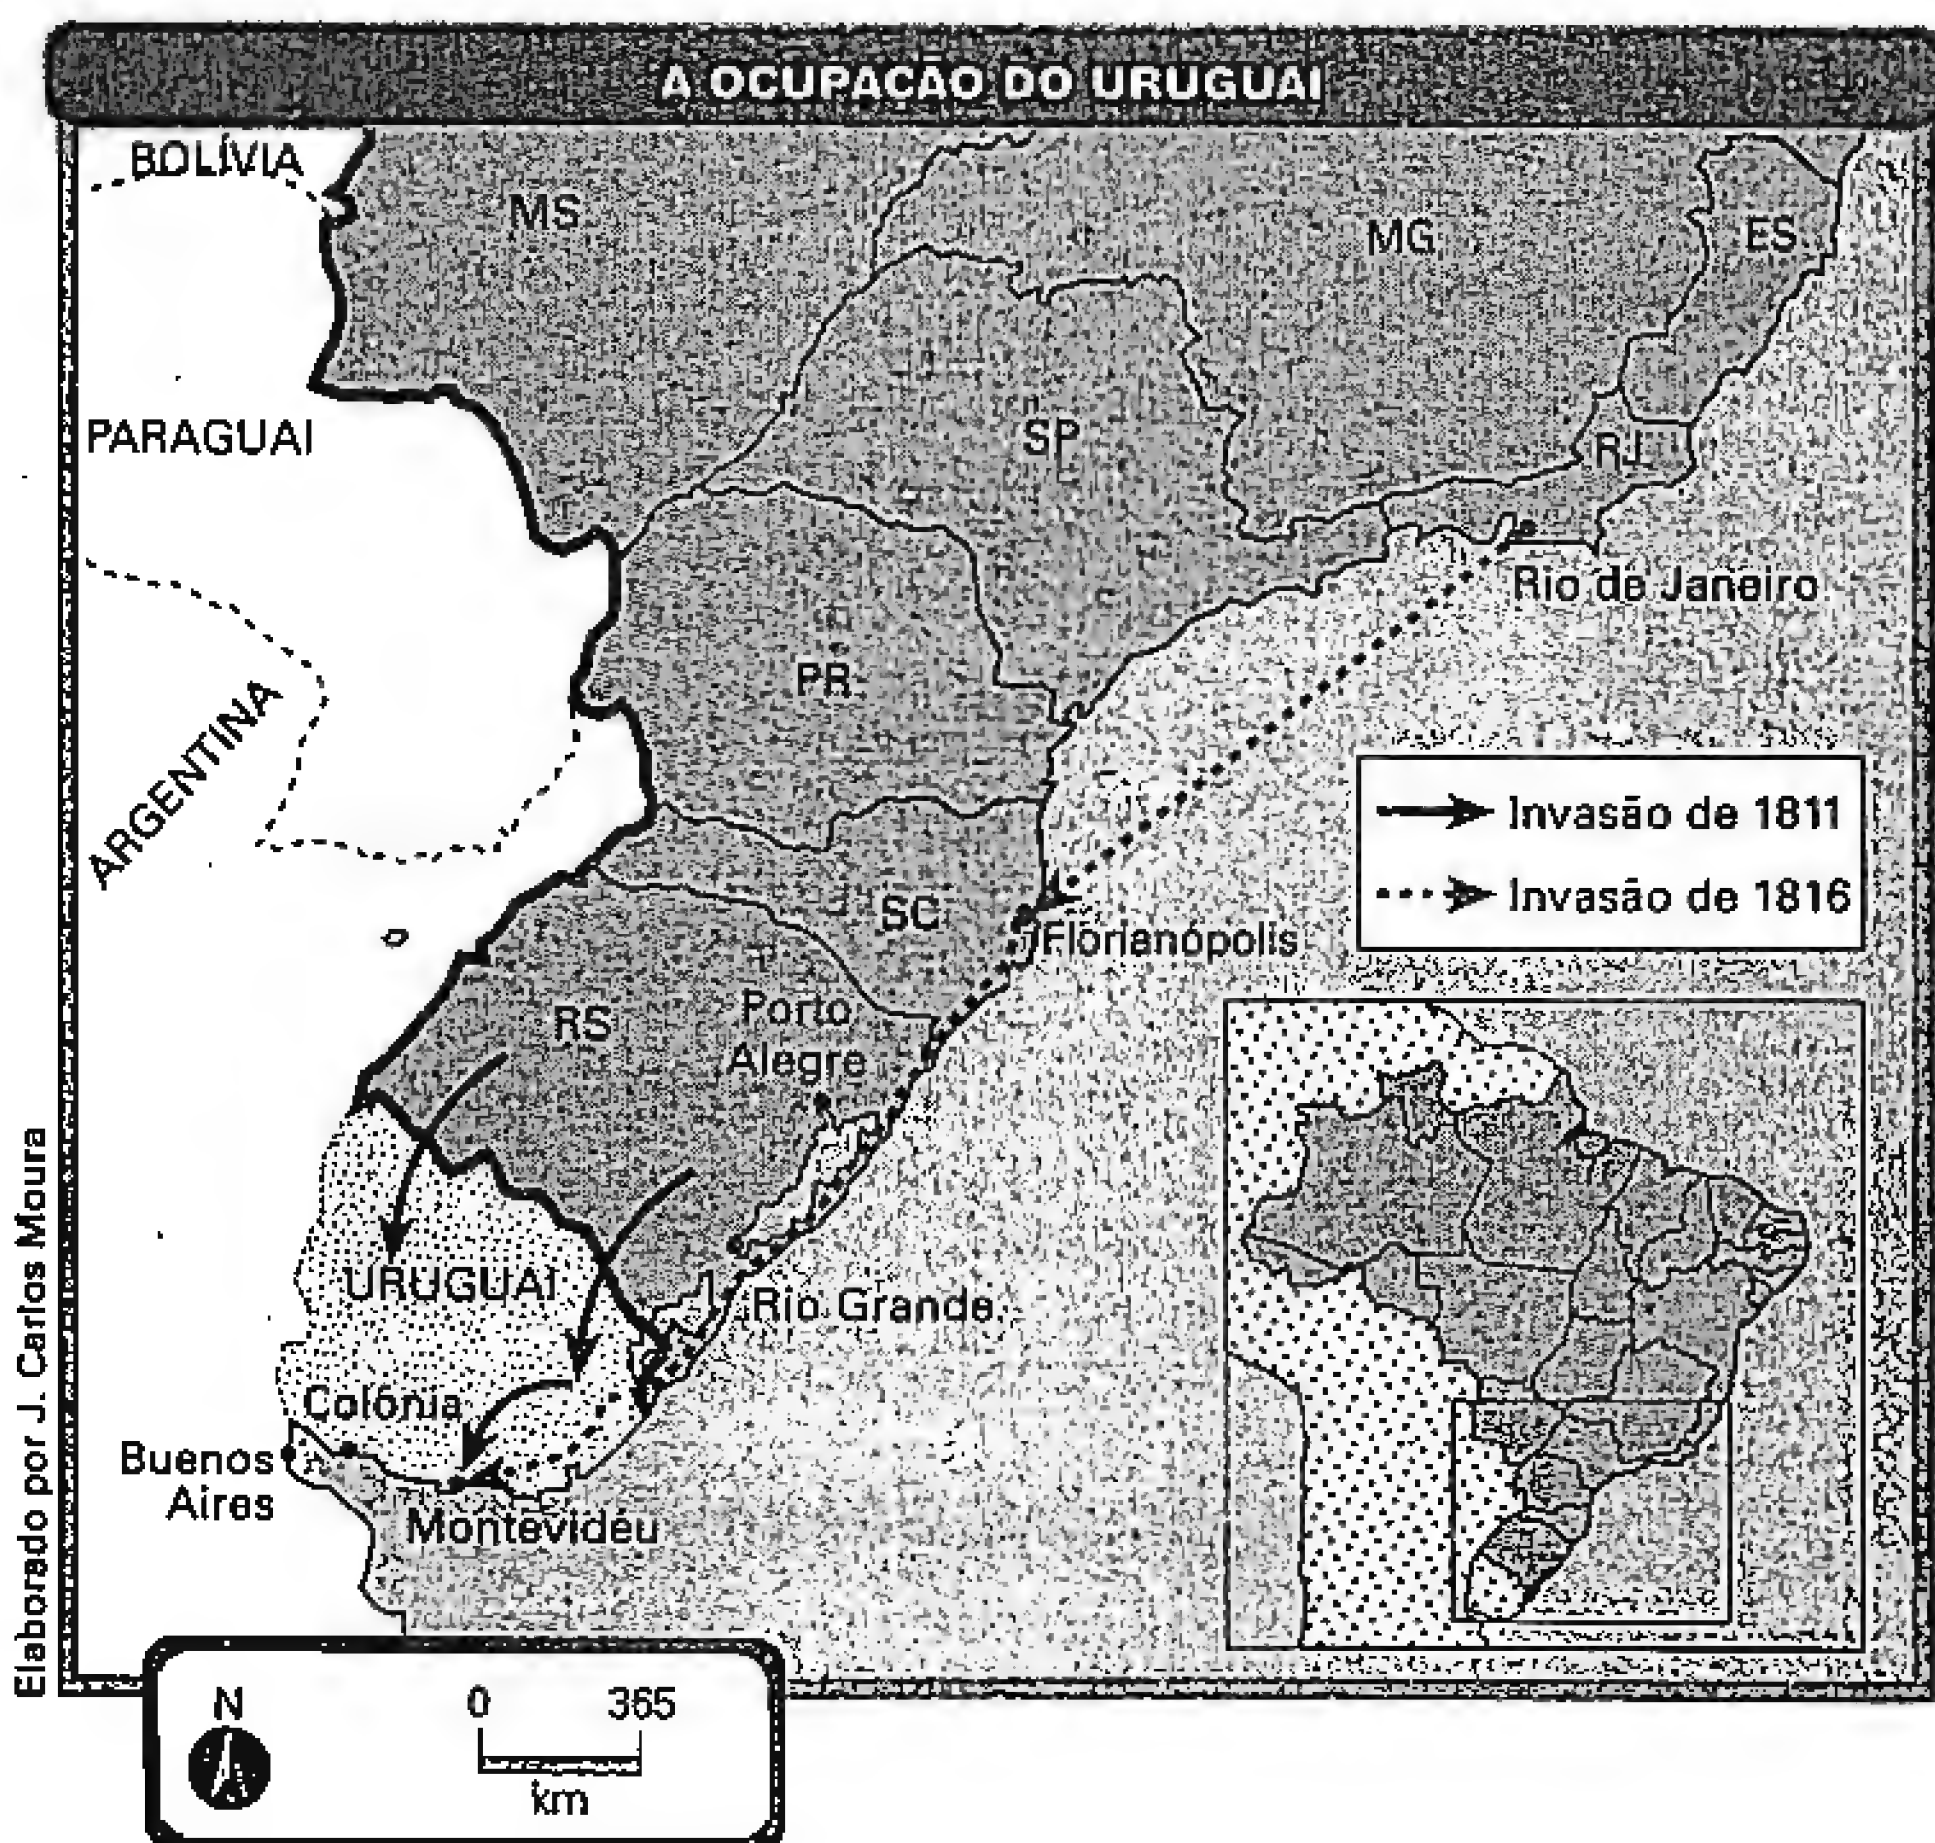 A OCUPAÇÃO DO URUGUAI
BOLÍVIA
MS
MG
ES
PARAGUAI
SP
RJ
Rio de Janeiro
PR
ARGENTINA
Invasão de 1811
Invasão de 1816
SC
Florianópolis
RS
Porto
Alegre
URUGUAI
Rio Grande
Colônia
Buenos
Aires
Montevidéu
Elaborado por J. Carlos Moura
N
0 365
km